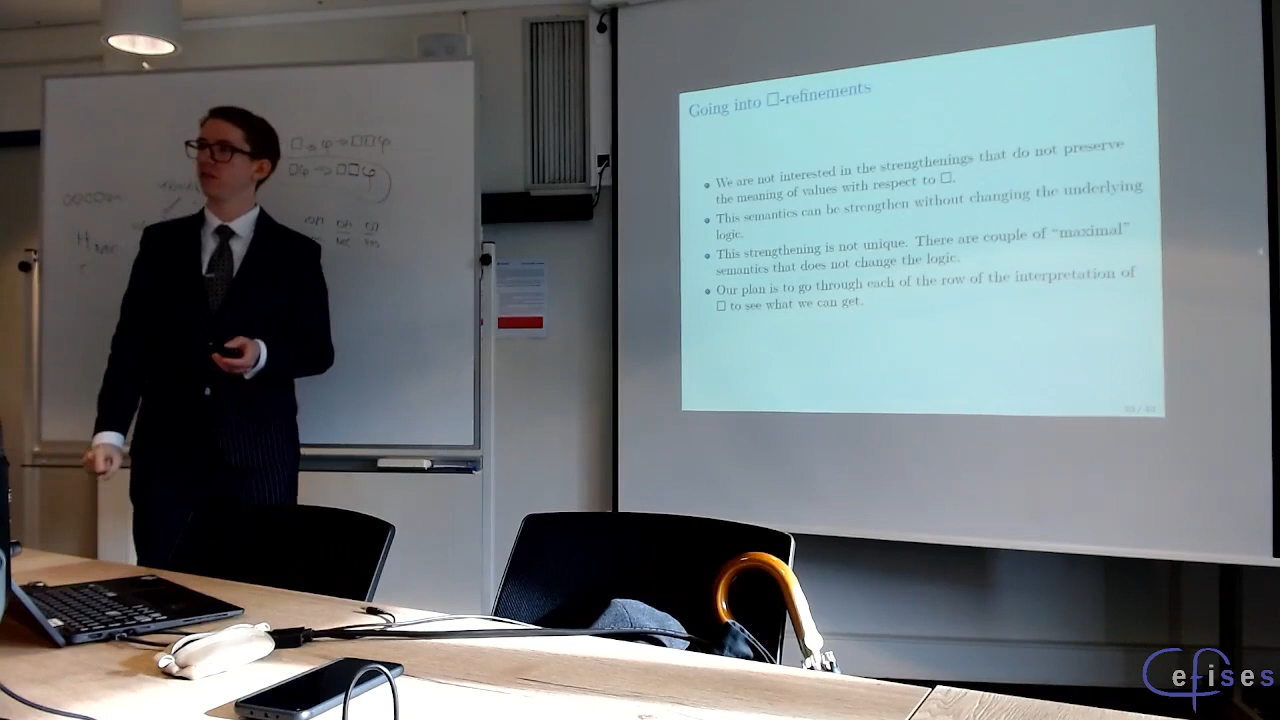 Going into □-refinements
We are not interested in the strengthenings that do not preserve
the meaning of values with respect to □.
This semantics can be strengthen without changing the underlying
logic.
This strengthening is not unique. There are couple of “maximal”
semantics that does not change the logic.
Our plan is to go through each of the row of the interpretation of
□ to see what we can get.
efises